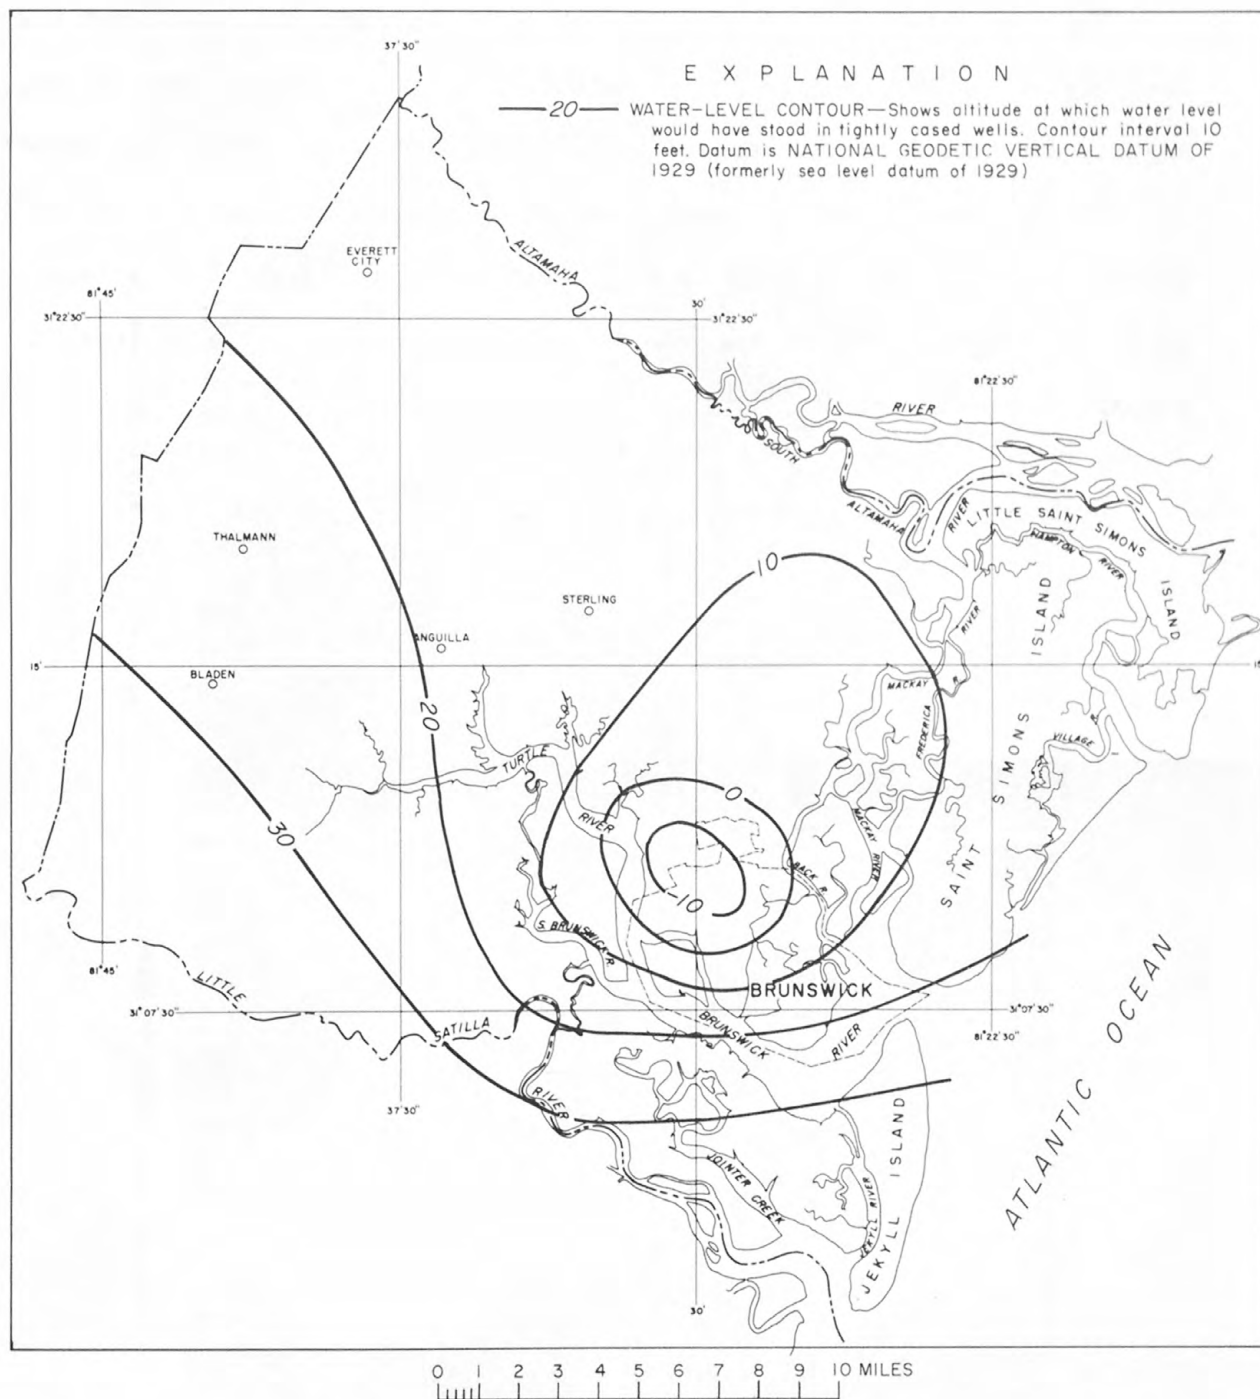 37'30"
EXPLANATION
20 WATER-LEVEL CONTOUR—Shows altitude at which water level
would have stood in tightly cased wells. Contour interval 10
feet. Datum is NATIONAL GEODETIC VERTICAL DATUM OF
1929 (formerly sea level datum of 1929)
EVERETT
CITY
ALTAMAHA
81°45'
31°22'30"
30'
31°22'30"
81°22'30"
RIVER
SOUTH
ALTAMAHA
RIVER
LITTLE SAINT SIMONS
ISLAND
HAMPTON
RIVER
THALMANN
10
STERLING
RIVER
ISLAND
ANGUILLA
15'
15
BLADEN
MACKAY
20
FREDERICA
VILLAGE
TURTLE
SIMONS
0
RIVER
30
MACKAY
RIVER
BACK R.
SAINT
-10
S. BRUNSWICK R.
81°45'
LITTLE
BRUNSWICK
ATLANTIC OCEAN
31°07'30"
31°07'30"
SATILLA
BRUNSWICK
RIVER
81°22'30"
RIVER
37'30"
JOINTER CREEK
JEKYLL RIVER
JEKYLL ISLAND
30'
0 1 2 3 4 5 6 7 8 9 10 MILES